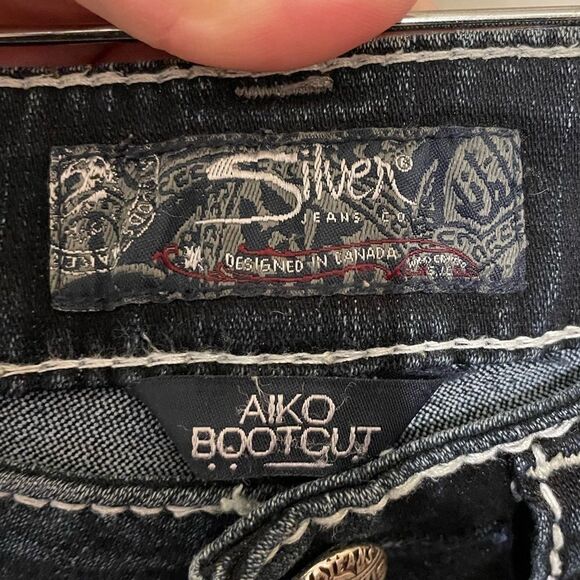 Silver
JEANS CO.
DESIGNED IN CANADA
AIKO
BOOTCUT